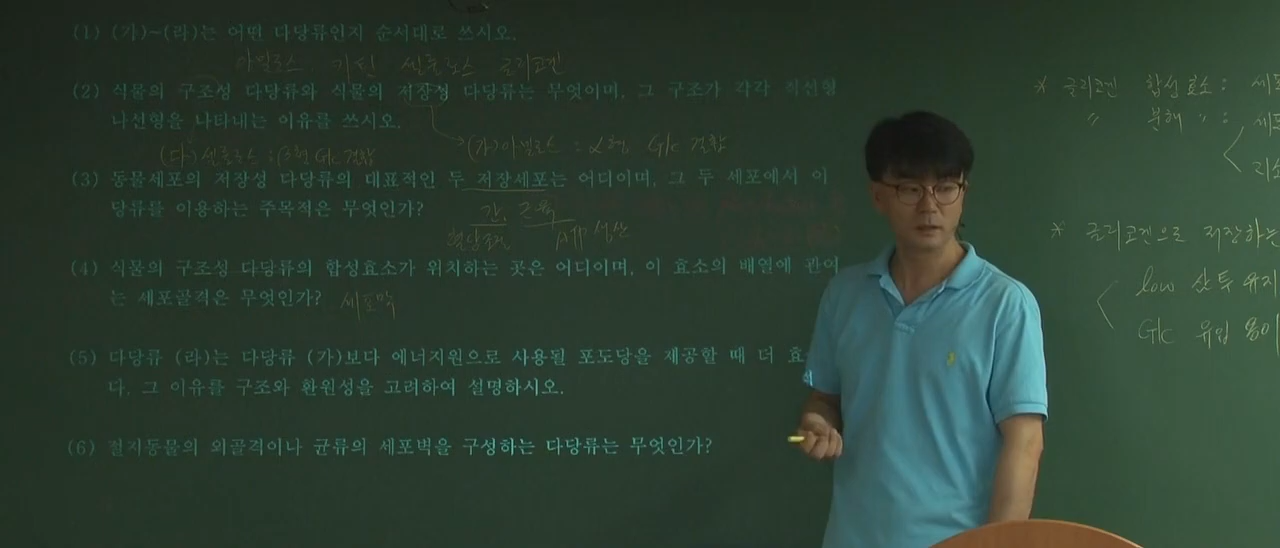 (1) (가)~(라)는 어떤 다당류인지 순서대로 쓰시오.
아밀로스 키틴 셀룰로스 글리코겐
(2) 식물의 구조성 다당류와 식물의 저장성 다당류는 무엇이며, 그 구조가 각각 직선형
나선형을 나타내는 이유를 쓰시오.
(다) 셀룰로스 : β형 Glc 결합
(가) 아밀로스 : α형 Glc 결합
(3) 동물세포의 저장성 다당류의 대표적인 두 저장세포는 어디이며, 그 두 세포에서 이
당류를 이용하는 주목적은 무엇인가?
간, 근육
혈당조절 ATP 생산
(4) 식물의 구조성 다당류의 합성효소가 위치하는 곳은 어디이며, 이 효소의 배열에 관여
는 세포골격은 무엇인가? 세포막
(5) 다당류 (라)는 다당류 (가)보다 에너지원으로 사용될 포도당을 제공할 때 더 효
다. 그 이유를 구조와 환원성을 고려하여 설명하시오.
(6) 절지동물의 외골격이나 균류의 세포벽을 구성하는 다당류는 무엇인가?
* 글리코겐 합성효소 : 세포
〃 분해 〃 : 세포
리소
* 글리코겐으로 저장하는
low 삼투 유지
Glc 유입 용이